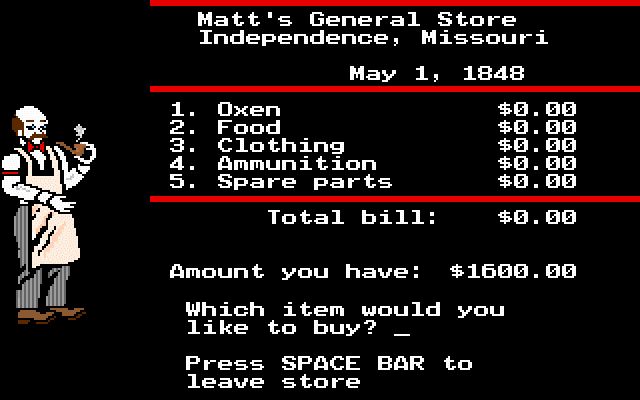 Matt's General Store
Independence, Missouri
May 1, 1848
1. Oxen $0.00
2. Food $0.00
3. Clothing $0.00
4. Ammunition $0.00
5. Spare parts $0.00
Total bill: $0.00
Amount you have: $1600.00
Which item would you
like to buy? _
Press SPACE BAR to
leave store